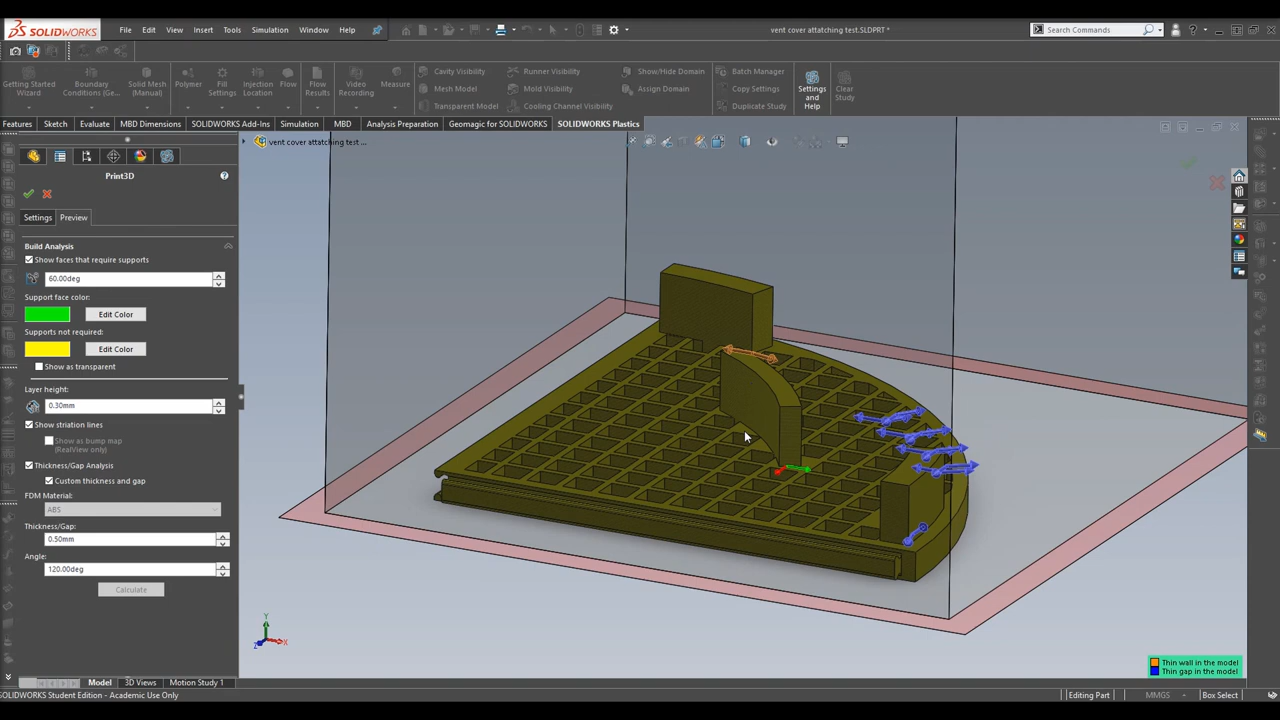 SOLIDWORKS File Edit View Insert Tools Simulation Window Help vent cover attatching test.SLDPRT * Search Commands
Getting Started Wizard
Boundary Conditions (Ge...
Solid Mesh (Manual)
Polymer
Fill Settings
Injection Location
Flow
Flow Results
Video Recording
Measure
Cavity Visibility Runner Visibility Show/Hide Domain Batch Manager
Mesh Model Mold Visibility Assign Domain Copy Settings
Transparent Model Cooling Channel Visibility Duplicate Study
Settings and Help
Clear Study
Features Sketch Evaluate MBD Dimensions SOLIDWORKS Add-Ins Simulation MBD Analysis Preparation Geomagic for SOLIDWORKS SOLIDWORKS Plastics
vent cover attatching test ...
Print3D
Settings Preview
Build Analysis
Show faces that require supports
60.00deg
Support face color:
Edit Color
Supports not required:
Edit Color
Show as transparent
Layer height:
0.30mm
Show striation lines
Show as bump map
(RealView only)
Thickness/Gap Analysis
Custom thickness and gap
FDM Material:
ABS
Thickness/Gap:
0.50mm
Angle:
120.00deg
Calculate
Y
X
Z
Thin wall in the model
Thin gap in the model
Model 3D Views Motion Study 1
SOLIDWORKS Student Edition - Academic Use Only Editing Part MMGS Box Select